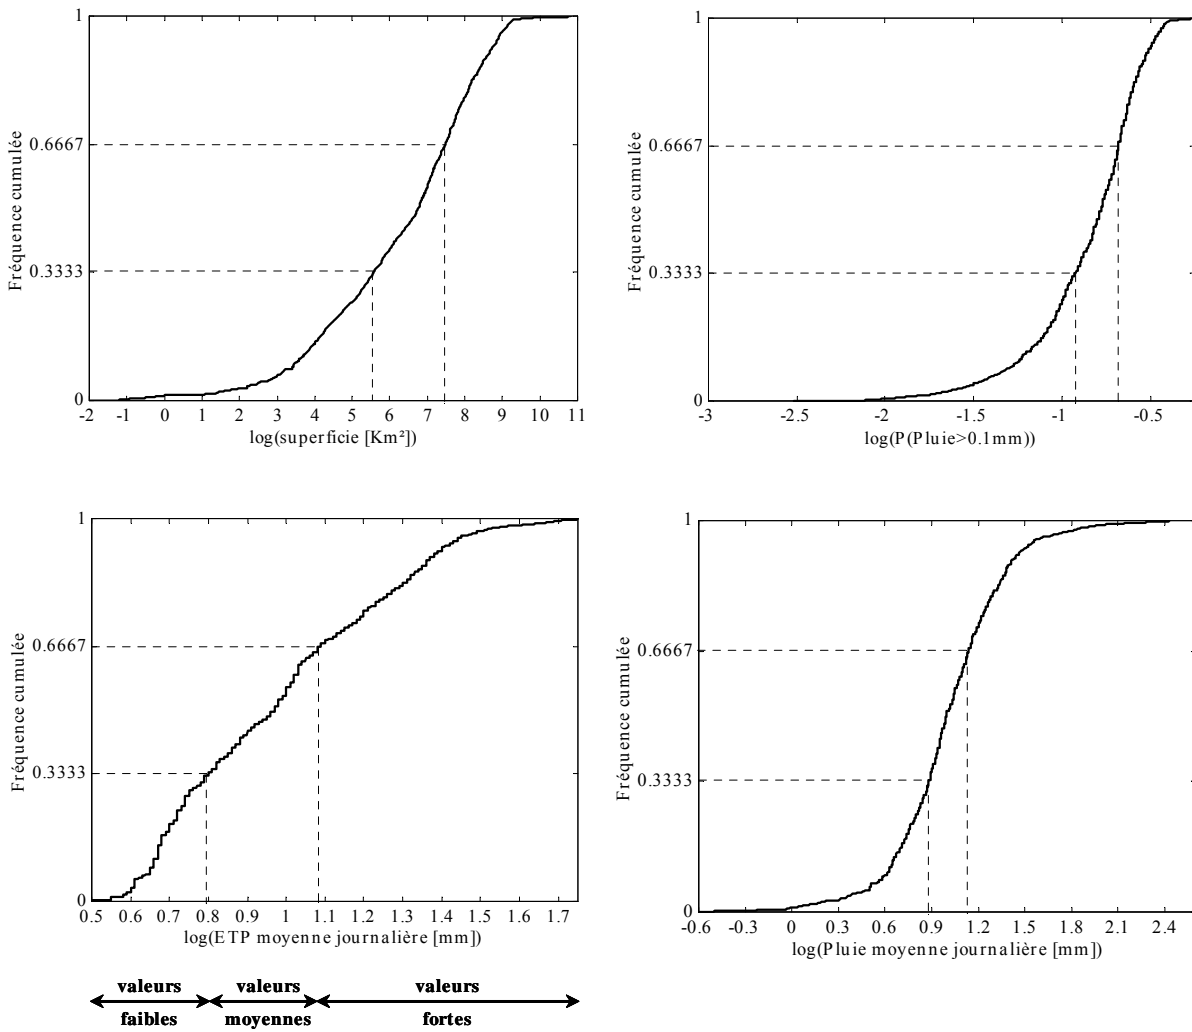 1
0.6667
0.3333
0
Fréquence cumulée
-2 -1 0 1 2 3 4 5 6 7 8 9 10 11
log(superficie [Km²])
1
0.6667
0.3333
0
Fréquence cumulée
-3 -2.5 -2 -1.5 -1 -0.5
log(P(Pluie>0.1mm))
1
0.6667
0.3333
0
Fréquence cumulée
0.5 0.6 0.7 0.8 0.9 1 1.1 1.2 1.3 1.4 1.5 1.6 1.7
log(ETP moyenne journalière [mm])
1
0.6667
0.3333
0
Fréquence cumulée
-0.6 -0.3 0 0.3 0.6 0.9 1.2 1.5 1.8 2.1 2.4
log(Pluie moyenne journalière [mm])
valeurs valeurs valeurs
faibles moyennes fortes